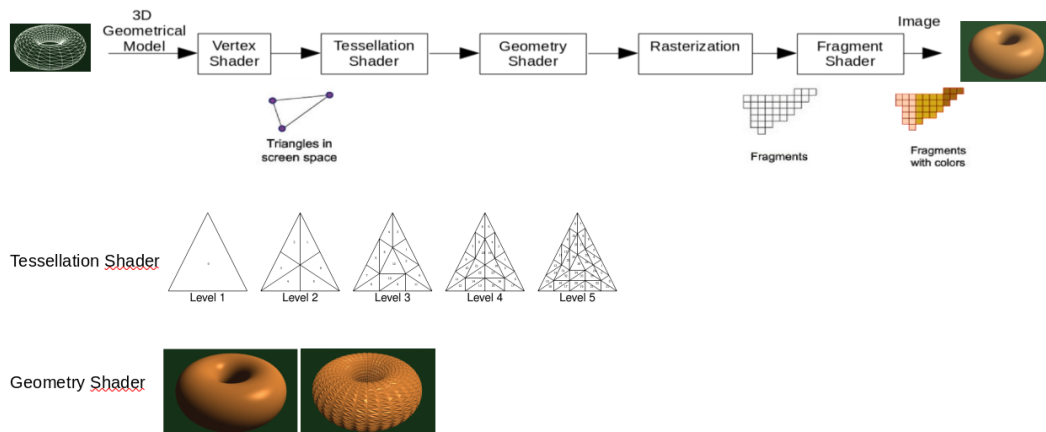 3D
Geometrical
Model
Vertex
Shader
Tessellation
Shader
Geometry
Shader
Rasterization
Fragment
Shader
Image
Triangles in
screen space
Fragments
Fragments
with colors
Tessellation Shader
Level 1
Level 2
Level 3
Level 4
Level 5
Geometry Shader